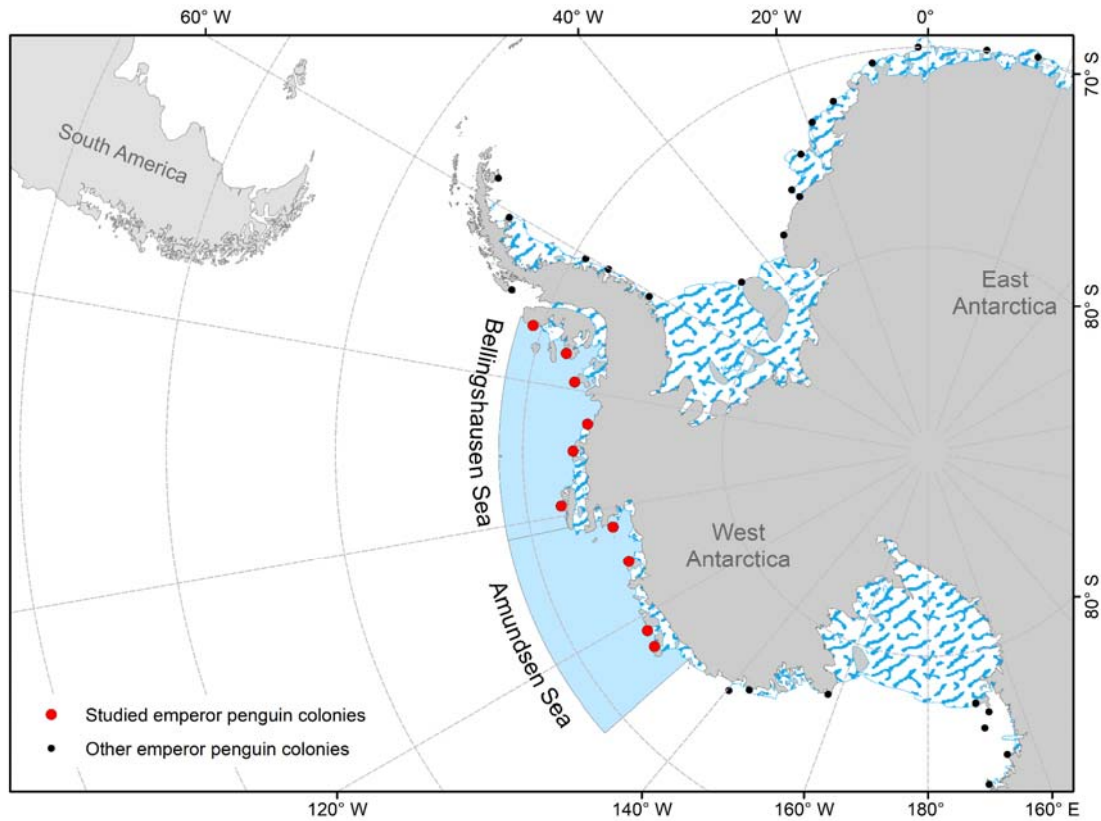 60° W
40° W
20° W
0°
70°S
South America
East
Antarctica
80°S
Bellingshausen Sea
West
Antarctica
80°S
Amundsen Sea
Studied emperor penguin colonies
Other emperor penguin colonies
120° W
140° W
160° W
180°
160° E